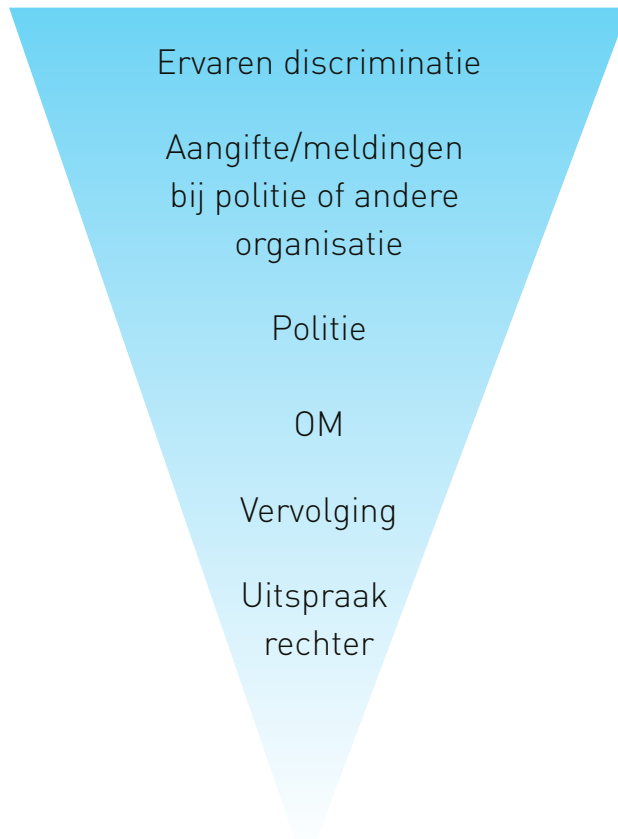 Ervaren discriminatie
Aangifte/meldingen
bij politie of andere
organisatie
Politie
OM
Vervolging
Uitspraak
rechter